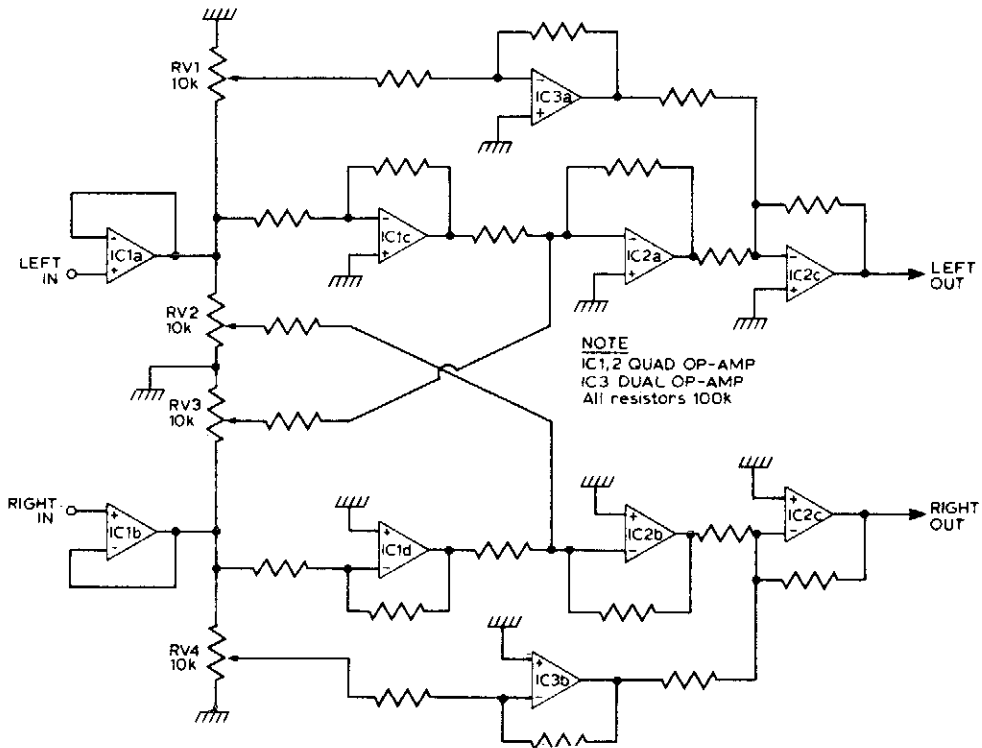 RV1
10k
IC3a
-
+
IC1c
-
+
IC2a
-
+
IC2c
-
+
LEFT
OUT
LEFT
IN
IC1a
-
+
RV2
10k
NOTE
IC1,2 QUAD OP-AMP
IC3 DUAL OP-AMP
All resistors 100k
RV3
10k
RIGHT
IN
IC1b
+
-
IC1d
+
-
IC2b
+
-
IC2c
+
-
RIGHT
OUT
RV4
10k
IC3b
+
-